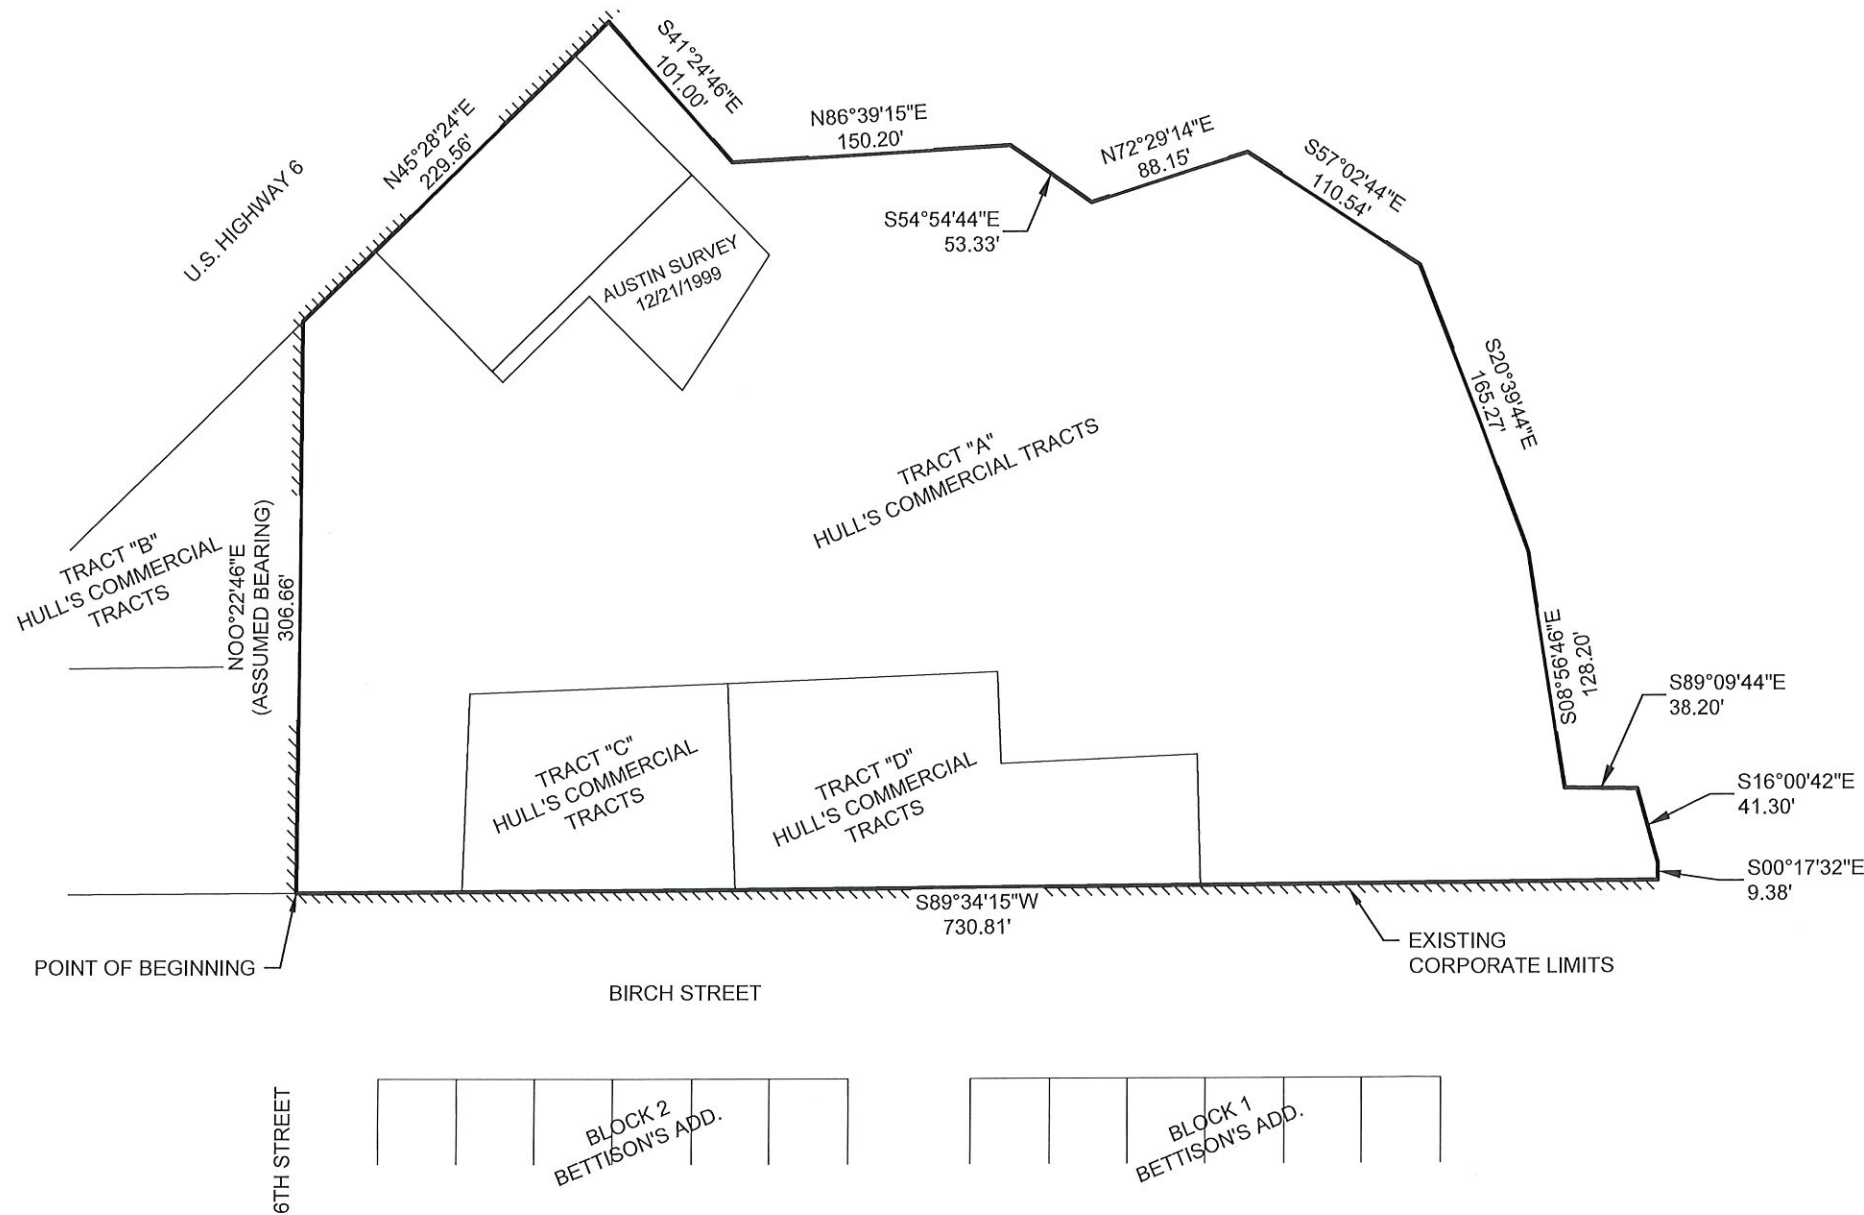 S41°24'46"E
101.00'
N86°39'15"E
150.20'
N72°29'14"E
88.15'
S57°02'44"E
110.54'
N45°28'24"E
229.56'
U.S. HIGHWAY 6
S54°54'44"E
53.33'
AUSTIN SURVEY
12/21/1999
S20°39'44"E
165.27'
TRACT "A"
HULL'S COMMERCIAL TRACTS
TRACT "B"
HULL'S COMMERCIAL
TRACTS
NOO°22'46"E
(ASSUMED BEARING)
306.66'
S08°56'46"E
128.20'
S89°09'44"E
38.20'
TRACT "C"
HULL'S COMMERCIAL
TRACTS
TRACT "D"
HULL'S COMMERCIAL
TRACTS
S16°00'42"E
41.30'
S00°17'32"E
9.38'
S89°34'15"W
730.81'
EXISTING
CORPORATE LIMITS
POINT OF BEGINNING
BIRCH STREET
6TH STREET
BLOCK 2
BETTISON'S ADD.
BLOCK 1
BETTISON'S ADD.